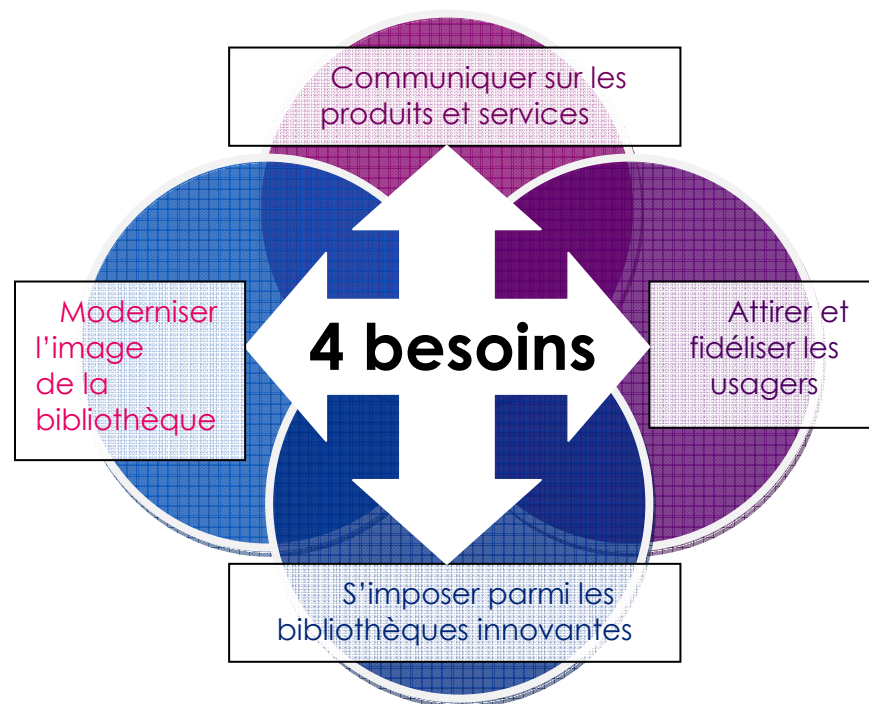 Communiquer sur les
produits et services
Moderniser
l’image
de la
bibliothèque
4 besoins
Attirer et
fidéliser les
usagers
S’imposer parmi les
bibliothèques innovantes